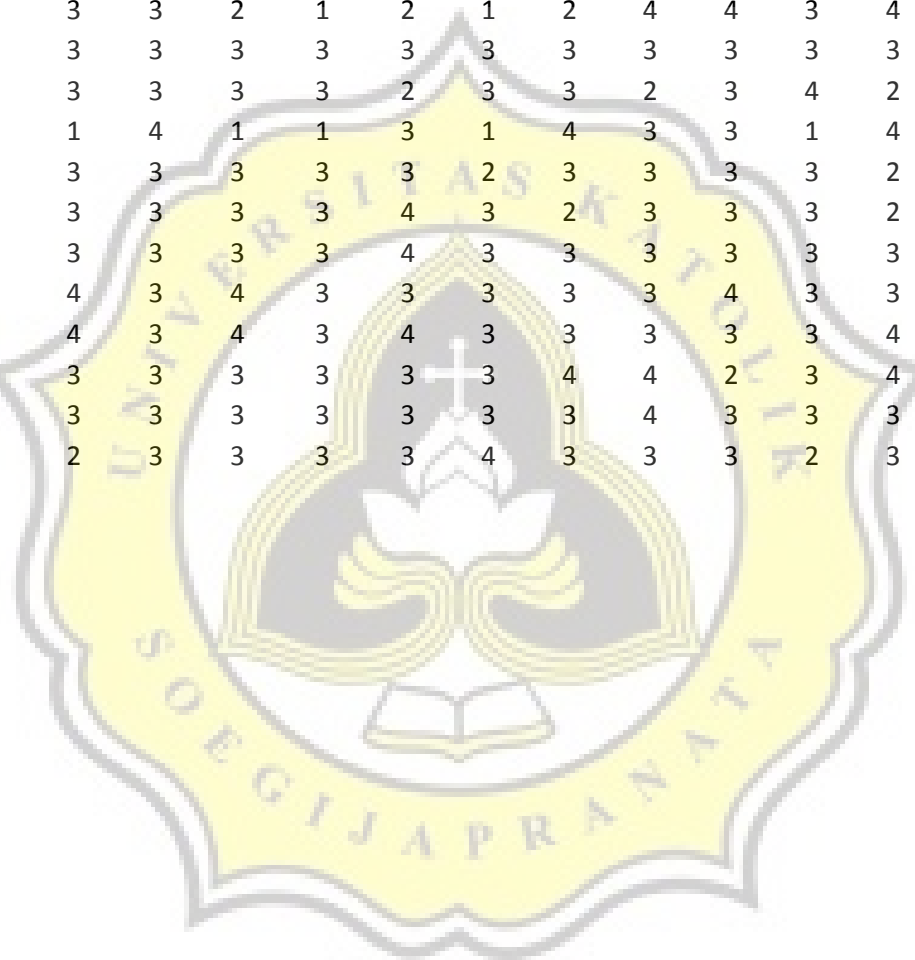 3 3 2 1 2 1 2 4 4 3 4
3 3 3 3 3 3 3 3 3 3 3
3 3 3 3 2 3 3 2 3 4 2
1 4 1 1 3 1 4 3 3 1 4
3 3 3 3 3 2 3 3 3 3 2
3 3 3 3 4 3 2 3 3 3 2
3 3 3 3 4 3 3 3 3 3 3
4 3 4 3 3 3 3 3 4 3 3
4 3 4 3 4 3 3 3 3 3 4
3 3 3 3 3 3 4 4 2 3 4
3 3 3 3 3 3 3 4 3 3 3
2 3 3 3 3 4 3 3 3 2 3
UNIVERSITAS KATOLIK
SOEGIJAPRANATA